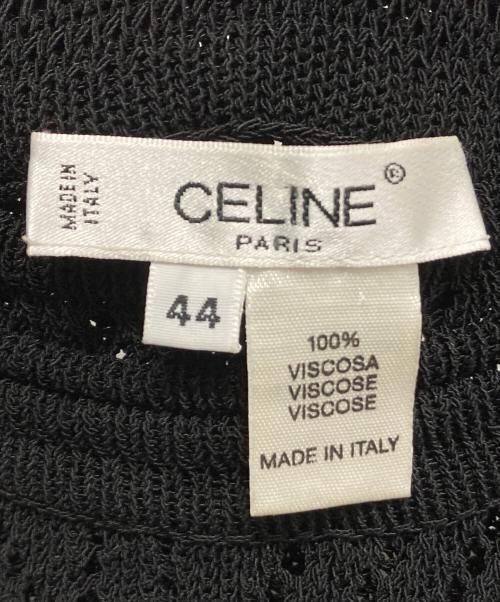 MADE IN
ITALY
CELINE®
PARIS
44
100%
VISCOSA
VISCOSE
VISCOSE
MADE IN ITALY